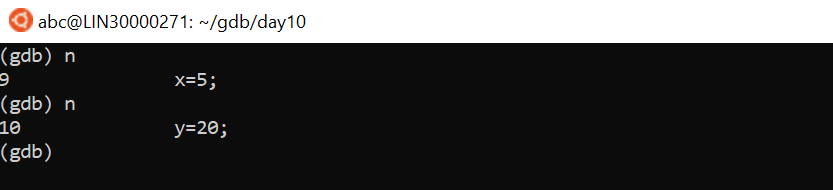 abc@LIN30000271: ~/gdb/day10
(gdb) n
9 x=5;
(gdb) n
10 y=20;
(gdb)